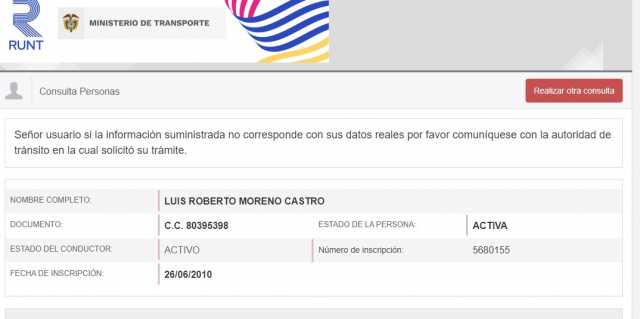 RUNT
MINISTERIO DE TRANSPORTE
Consulta Personas
Realizar otra consulta
Señor usuario si la información suministrada no corresponde con sus datos reales por favor comuníquese con la autoridad de
tránsito en la cual solicitó su trámite.
NOMBRE COMPLETO: LUIS ROBERTO MORENO CASTRO
DOCUMENTO: C.C. 80395398 ESTADO DE LA PERSONA: ACTIVA
ESTADO DEL CONDUCTOR: ACTIVO Número de inscripción: 5680155
FECHA DE INSCRIPCIÓN: 26/06/2010